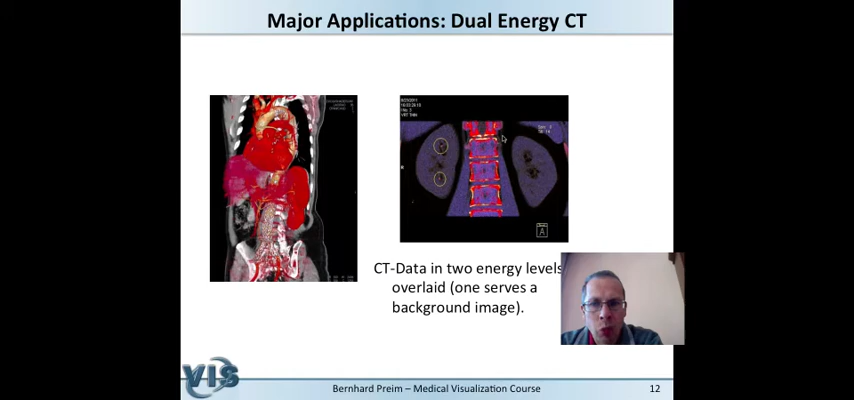 Major Applications: Dual Energy CT
CT-Data in two energy levels
overlaid (one serves a
background image).
A
VIS
Bernhard Preim – Medical Visualization Course
12